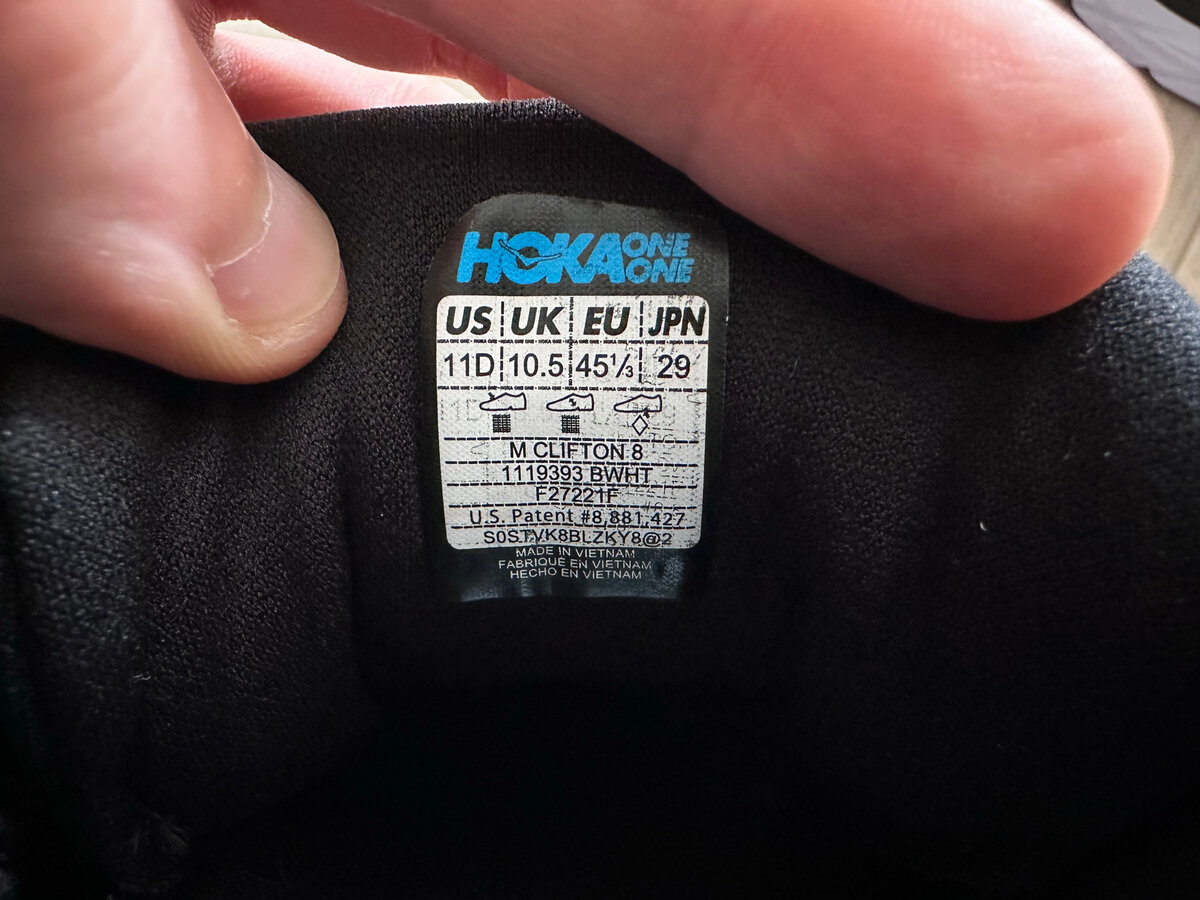 HOKA ONE ONE
US UK EU JPN
11D 10.5 45⅓ 29
M CLIFTON 8
1119393 BWHT
F27221F
U.S. Patent #8,881,427
S0STVK8BLZKY8@2
MADE IN VIETNAM
FABRIQUÉ EN VIETNAM
HECHO EN VIETNAM